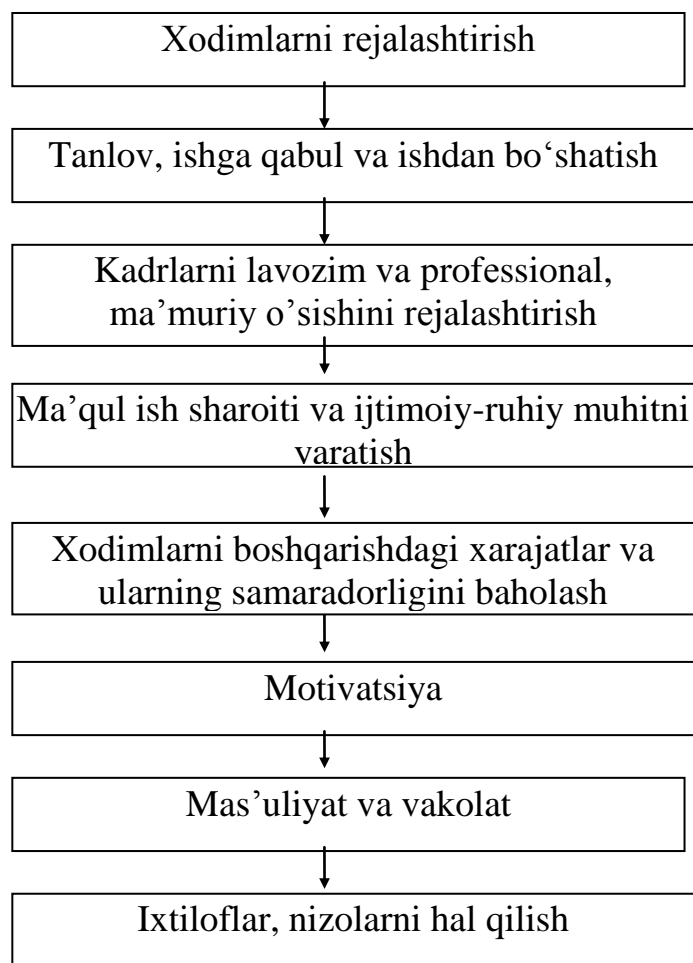 Xodimlarni rejalashtirish
Tanlov, ishga qabul va ishdan bo‘shatish
Kadrlarni lavozim va professional,
ma’muriy o’sishini rejalashtirish
Ma’qul ish sharoiti va ijtimoiy-ruhiy muhitni
varatish
Xodimlarni boshqarishdagi xarajatlar va
ularning samaradorligini baholash
Motivatsiya
Mas’uliyat va vakolat
Ixtiloflar, nizolarni hal qilish